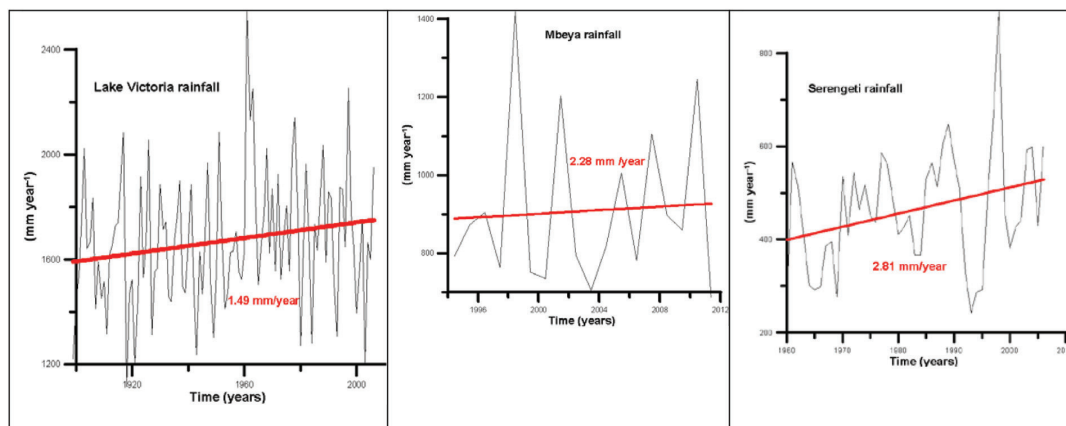 Lake Victoria rainfall
(mm year⁻¹)
2400
2000
1600
1200
1.49 mm/year
1920
1960
2000
Time (years)
Mbeya rainfall
(mm year⁻¹)
1400
1200
1000
800
2.28 mm /year
1996
2000
2004
2008
2012
Time (years)
Serengeti rainfall
(mm year⁻¹)
800
600
400
200
2.81 mm/year
1960
1970
1980
1990
2000
Time (years)